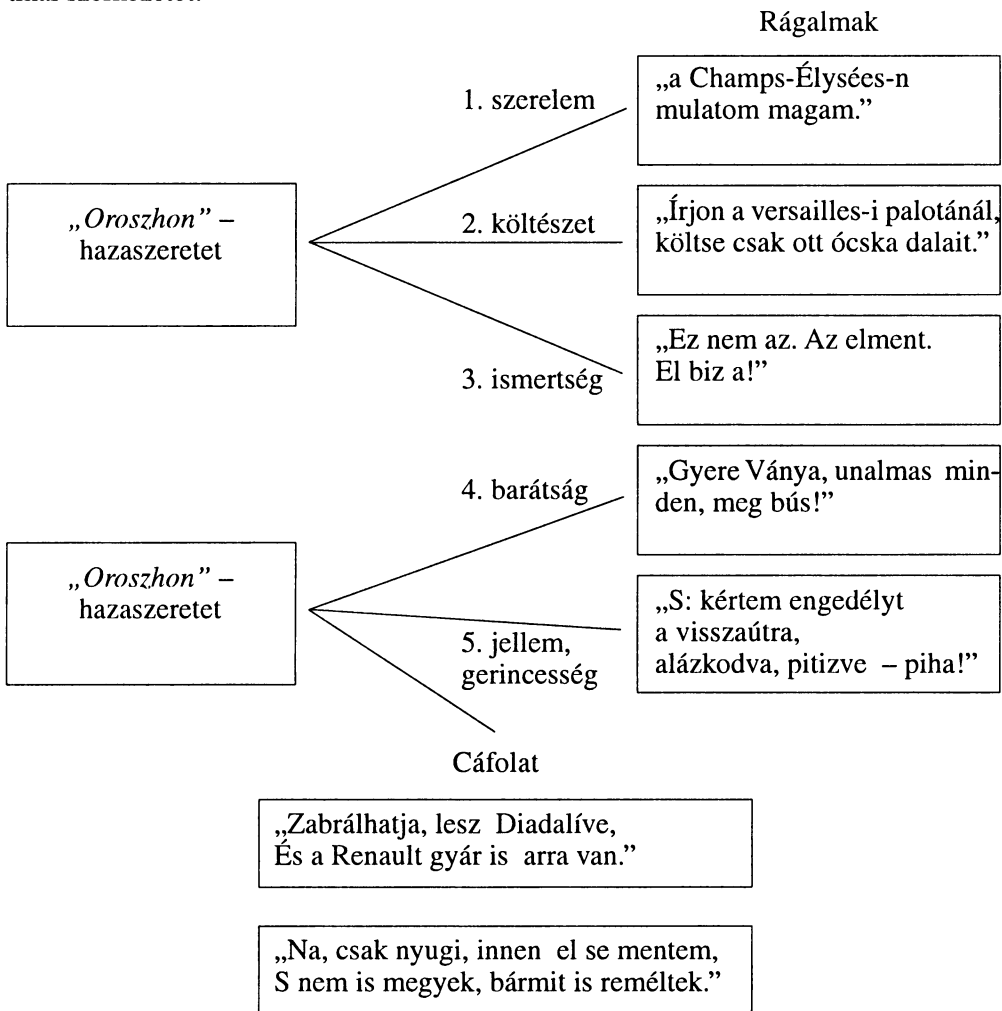 Rágalmak
1. szerelem
„a Champs-Élysées-n
mulatom magam.”
„Oroszhon” –
hazaszeretet
2. költészet
„Írjon a versailles-i palotánál,
költse csak ott ócska dalait.”
3. ismertség
„Ez nem az. Az elment.
El biz a!”
4. barátság
„Gyere Ványa, unalmas min-
den, meg bús!”
„Oroszhon” –
hazaszeretet
5. jellem,
gerincesség
„S: kértem engedélyt
a visszaútra,
alázkodva, pitizve – piha!”
Cáfolat
„Zabrálhatja, lesz Diadalíve,
És a Renault gyár is arra van.”
„Na, csak nyugi, innen el se mentem,
S nem is megyek, bármit is reméltek.”